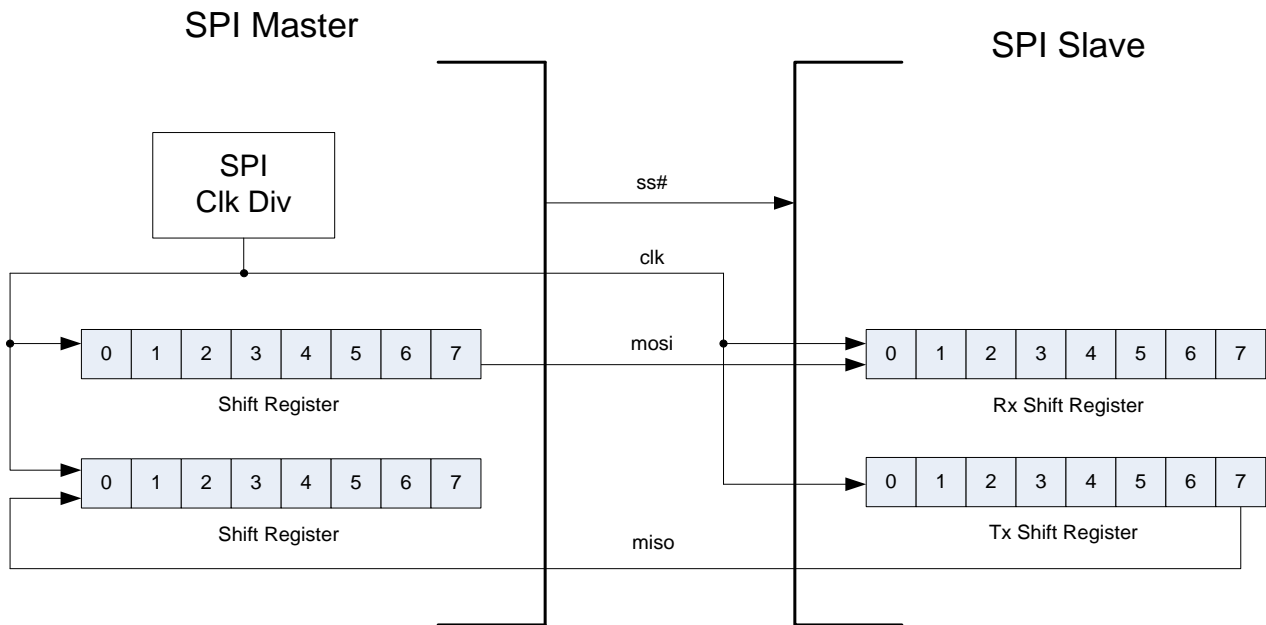 SPI Master
SPI Slave
SPI
Clk Div
ss#
clk
mosi
0 1 2 3 4 5 6 7
0 1 2 3 4 5 6 7
Shift Register
Rx Shift Register
0 1 2 3 4 5 6 7
0 1 2 3 4 5 6 7
Shift Register
Tx Shift Register
miso